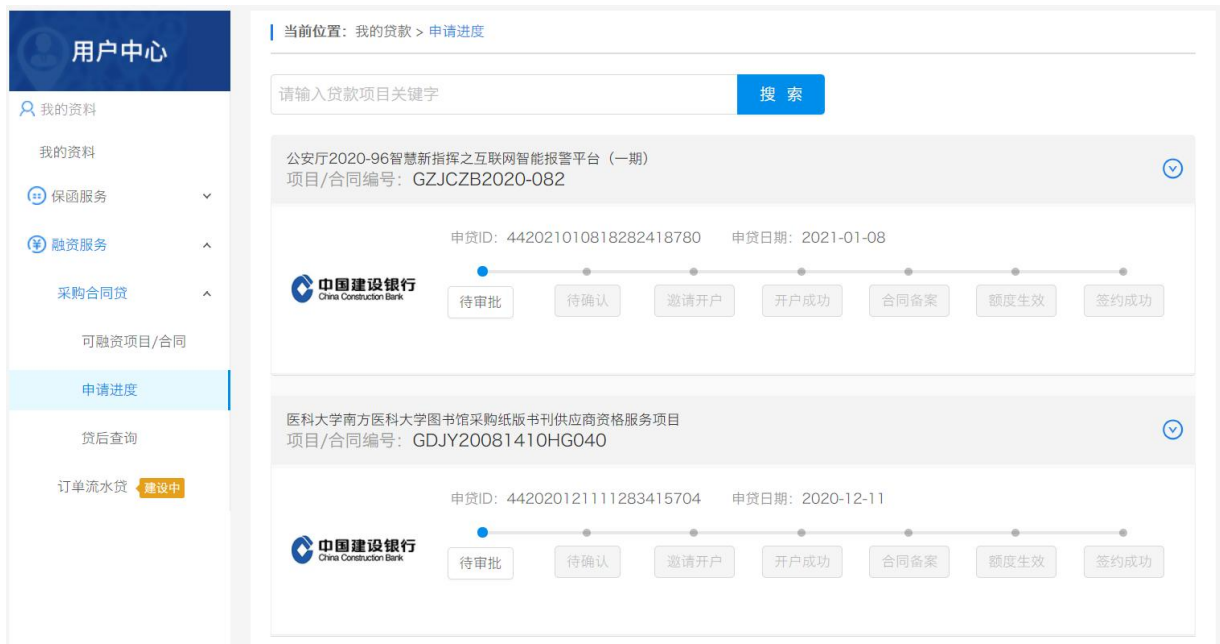 用户中心
我的资料
我的资料
保函服务
融资服务
采购合同贷
可融资项目/合同
申请进度
贷后查询
订单流水贷 建设中
当前位置：我的贷款 > 申请进度
请输入贷款项目关键字
搜 索
公安厅2020-96智慧新指挥之互联网智能报警平台（一期）
项目/合同编号：GZJCZB2020-082
申贷ID：442021010818282418780 申贷日期：2021-01-08
中国建设银行
China Construction Bank
待审批 待确认 邀请开户 开户成功 合同备案 额度生效 签约成功
医科大学南方医科大学图书馆采购纸版书刊供应商资格服务项目
项目/合同编号：GDJY20081410HG040
申贷ID：442020121111283415704 申贷日期：2020-12-11
中国建设银行
China Construction Bank
待审批 待确认 邀请开户 开户成功 合同备案 额度生效 签约成功